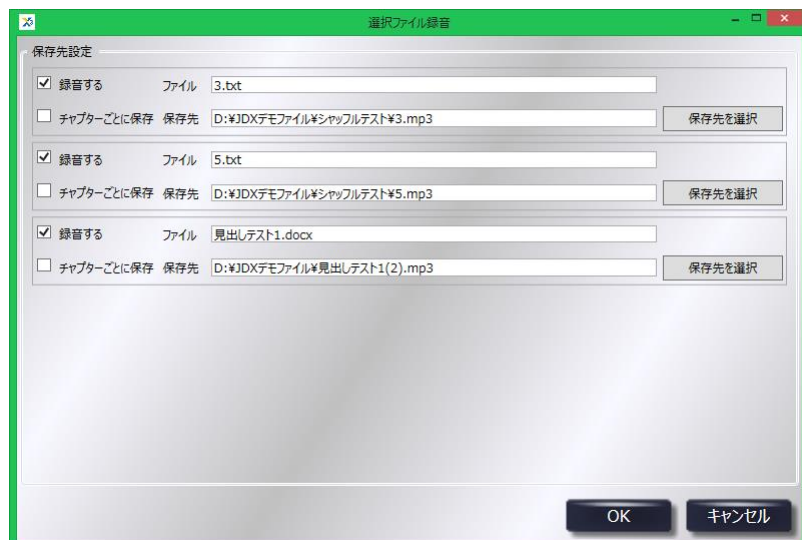 選択ファイル録音
保存先設定
録音する ファイル 3.txt
チャプターごとに保存 保存先 D:¥JDXデモファイル¥シャッフルテスト¥3.mp3 保存先を選択
録音する ファイル 5.txt
チャプターごとに保存 保存先 D:¥JDXデモファイル¥シャッフルテスト¥5.mp3 保存先を選択
録音する ファイル 見出しテスト1.docx
チャプターごとに保存 保存先 D:¥JDXデモファイル¥見出しテスト1(2).mp3 保存先を選択
OK キャンセル